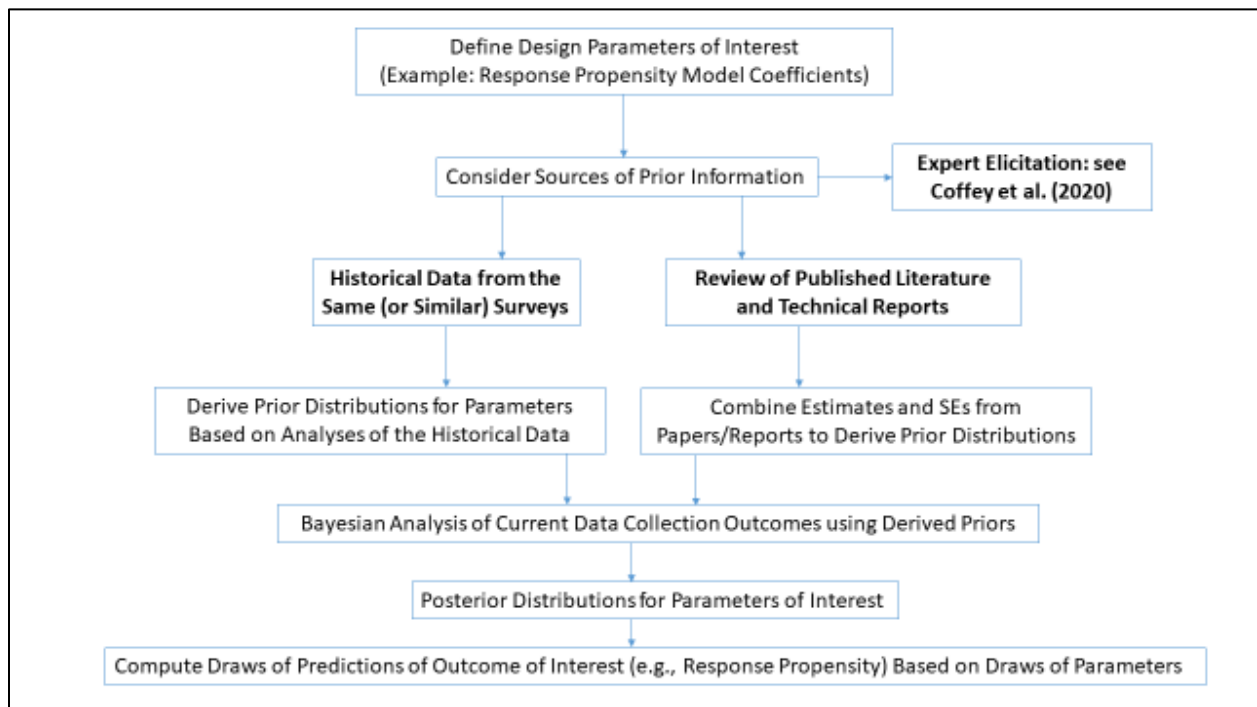 Define Design Parameters of Interest
(Example: Response Propensity Model Coefficients)
Consider Sources of Prior Information
Expert Elicitation: see
Coffey et al. (2020)
Historical Data from the
Same (or Similar) Surveys
Review of Published Literature
and Technical Reports
Derive Prior Distributions for Parameters
Based on Analyses of the Historical Data
Combine Estimates and SEs from
Papers/Reports to Derive Prior Distributions
Bayesian Analysis of Current Data Collection Outcomes using Derived Priors
Posterior Distributions for Parameters of Interest
Compute Draws of Predictions of Outcome of Interest (e.g., Response Propensity) Based on Draws of Parameters